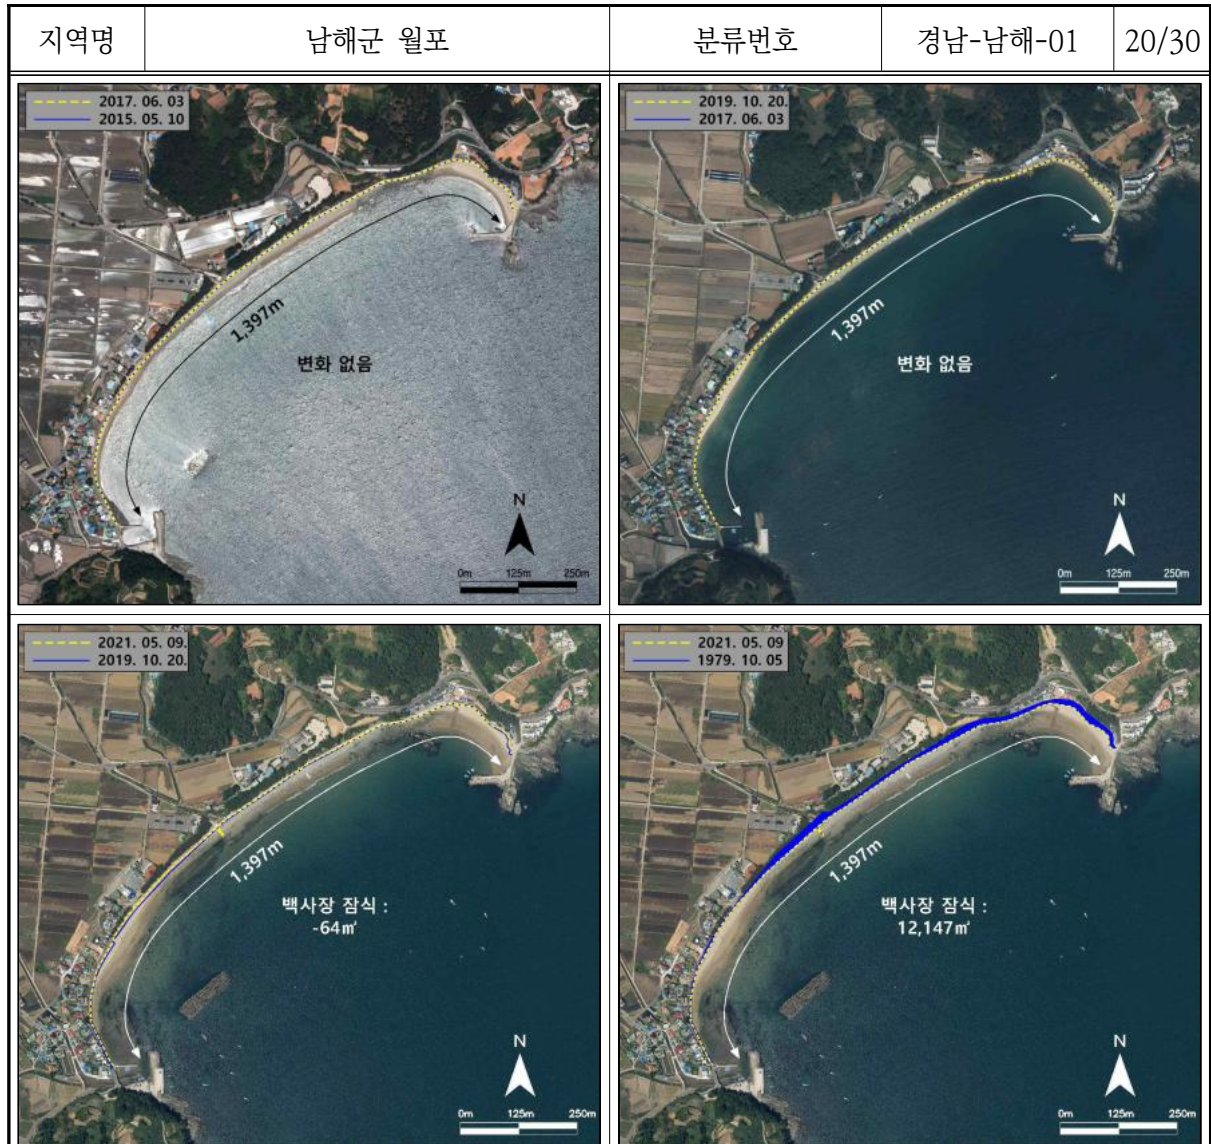 지역명 남해군 월포 분류번호 경남-남해-01 20/30
2017. 06. 03
2015. 05. 10
1,397m
변화 없음
N
0m 125m 250m
2019. 10. 20.
2017. 06. 03
1,397m
변화 없음
N
0m 125m 250m
2021. 05. 09.
2019. 10. 20.
1,397m
백사장 잠식 :
-64㎡
N
0m 125m 250m
2021. 05. 09
1979. 10. 05
1,397m
백사장 잠식 :
12,147㎡
N
0m 125m 250m